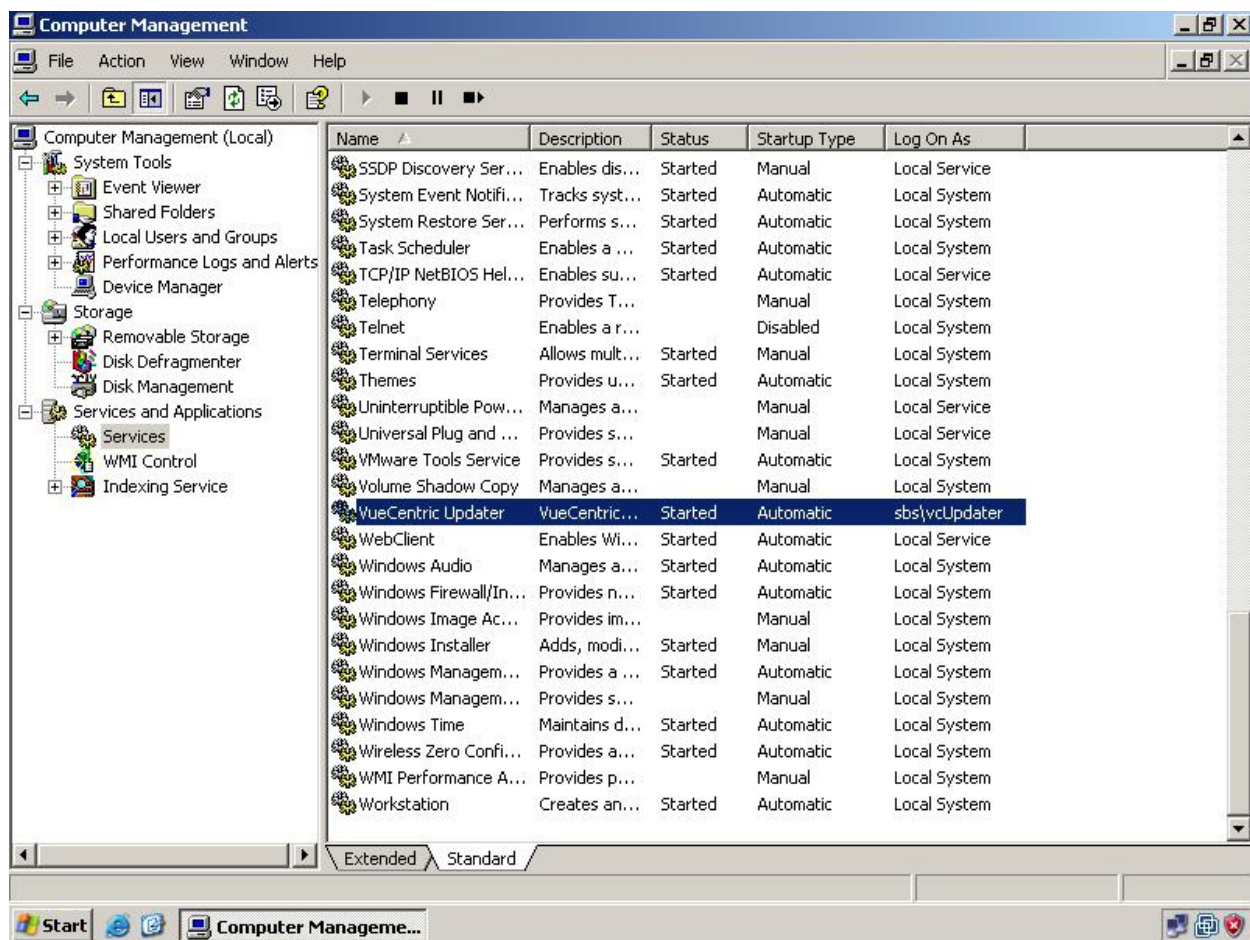 Computer Management
File Action View Window Help
Computer Management (Local)
System Tools
Event Viewer
Shared Folders
Local Users and Groups
Performance Logs and Alerts
Device Manager
Storage
Removable Storage
Disk Defragmenter
Disk Management
Services and Applications
Services
WMI Control
Indexing Service
Name Description Status Startup Type Log On As
SSDP Discovery Ser... Enables dis... Started Manual Local Service
System Event Notifi... Tracks syst... Started Automatic Local System
System Restore Ser... Performs s... Started Automatic Local System
Task Scheduler Enables a ... Started Automatic Local System
TCP/IP NetBIOS Hel... Enables su... Started Automatic Local Service
Telephony Provides T... Manual Local System
Telnet Enables a r... Disabled Local System
Terminal Services Allows mult... Started Manual Local System
Themes Provides u... Started Automatic Local System
Uninterruptible Pow... Manages a... Manual Local Service
Universal Plug and ... Provides s... Manual Local Service
VMware Tools Service Provides s... Started Automatic Local System
Volume Shadow Copy Manages a... Manual Local System
VueCentric Updater VueCentric... Started Automatic sbs\vcUpdater
WebClient Enables Wi... Started Automatic Local Service
Windows Audio Manages a... Started Automatic Local System
Windows Firewall/In... Provides n... Started Automatic Local System
Windows Image Ac... Provides im... Manual Local System
Windows Installer Adds, modi... Started Manual Local System
Windows Managem... Provides a ... Started Automatic Local System
Windows Managem... Provides s... Manual Local System
Windows Time Maintains d... Started Automatic Local System
Wireless Zero Confi... Provides a... Started Automatic Local System
WMI Performance A... Provides p... Manual Local System
Workstation Creates an... Started Automatic Local System
Extended Standard
Start Computer Manageme...